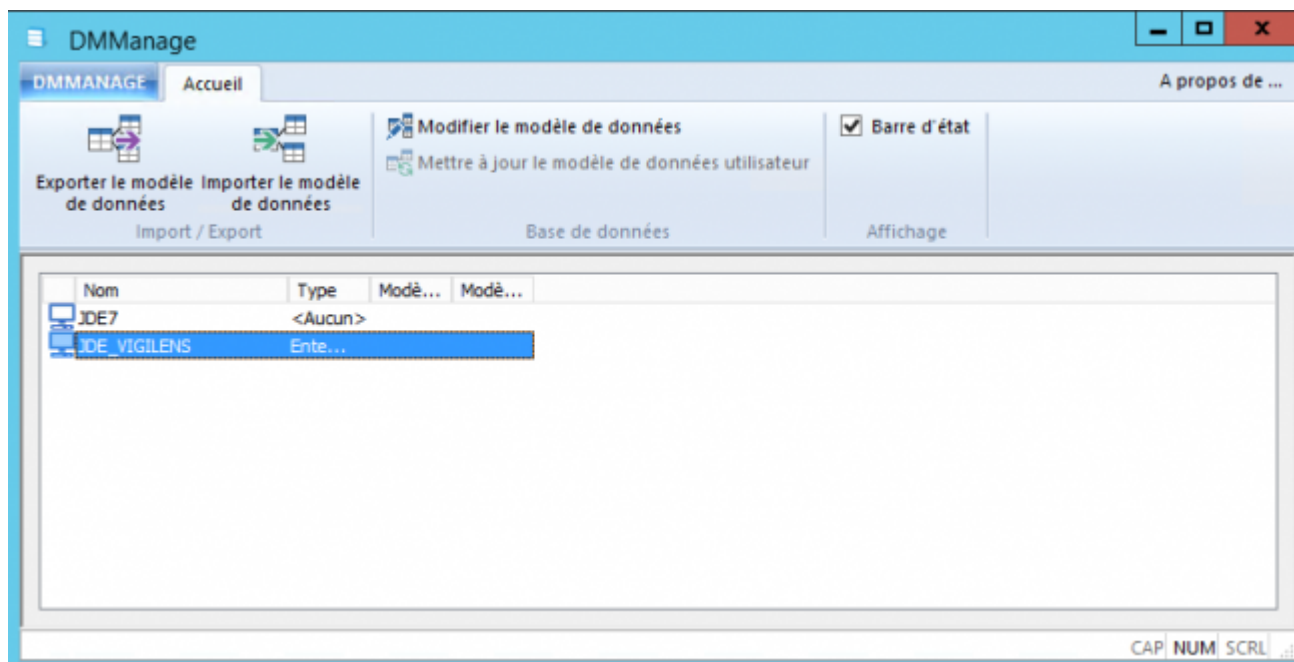 DMManage
DMMANAGE Accueil A propos de ...
Exporter le modèle de données
Importer le modèle de données
Modifier le modèle de données
Mettre à jour le modèle de données utilisateur
Barre d'état
Import / Export
Base de données
Affichage
Nom Type Modè... Modè...
JDE7 <Aucun>
JDE_VIGILENS Ente...
CAP NUM SCRL